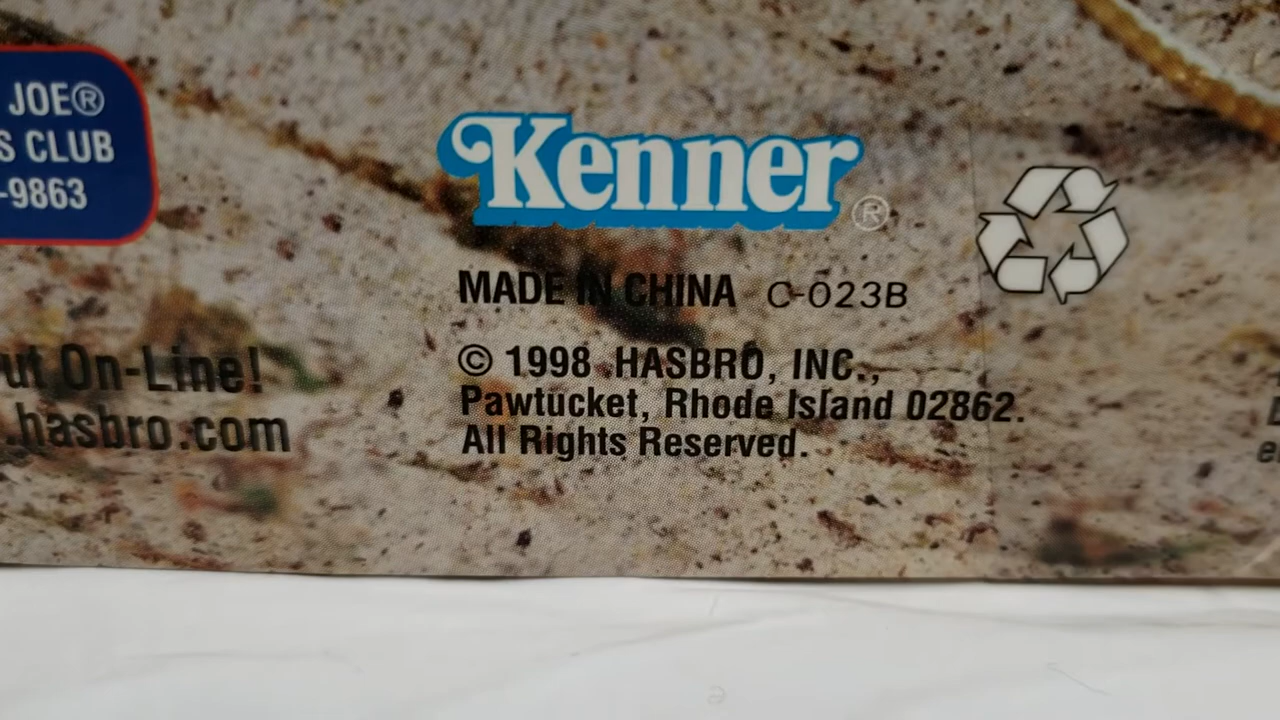 JOE®
S CLUB
-9863
Kenner®
MADE IN CHINA C-023B
© 1998 HASBRO, INC.,
Pawtucket, Rhode Island 02862.
All Rights Reserved.
ut On-Line!
.hasbro.com